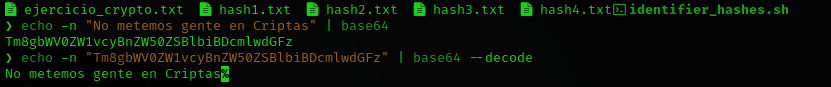 ejercicio_crypto.txt hash1.txt hash2.txt hash3.txt hash4.txt identifier_hashes.sh
❯ echo -n "No metemos gente en Criptas" | base64
Tm8gbWV0ZW1vcyBnZW50ZSBlbiBDcmlwdGFz
❯ echo -n "Tm8gbWV0ZW1vcyBnZW50ZSBlbiBDcmlwdGFz" | base64 --decode
No metemos gente en Criptas%